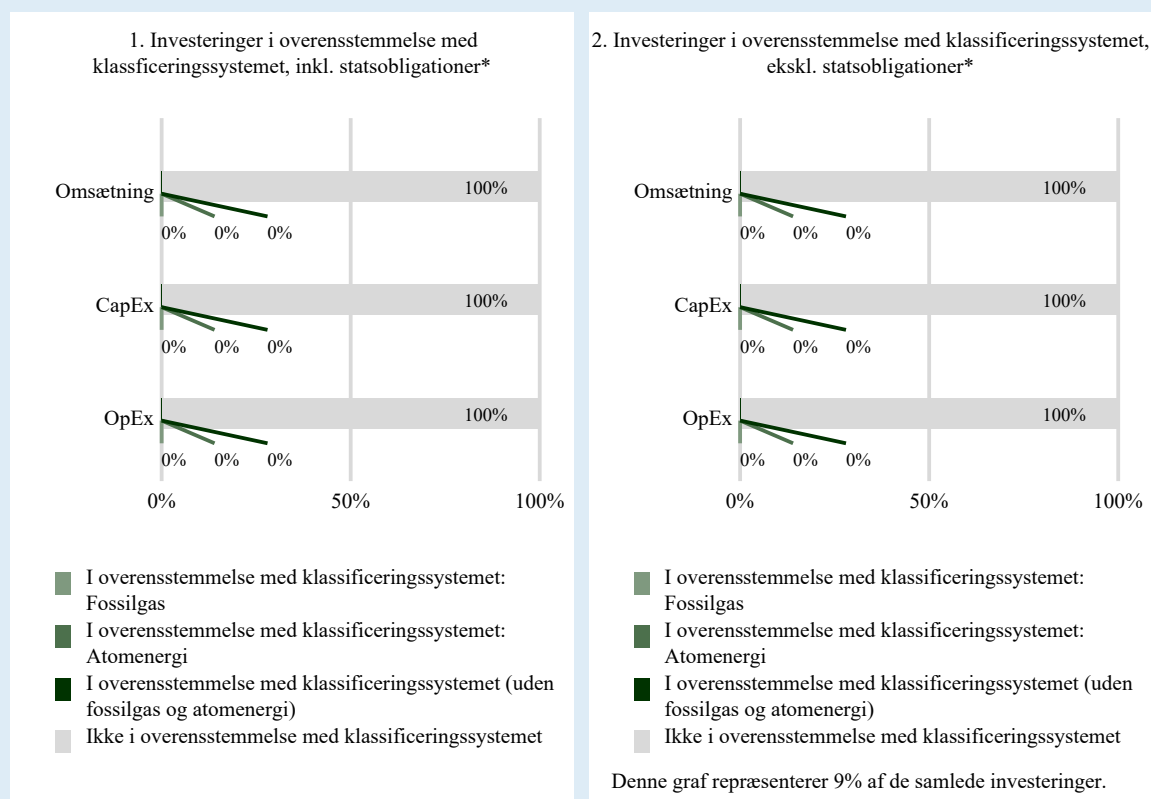 1. Investeringer i overensstemmelse med
klassficeringssystemet, inkl. statsobligationer*
Omsætning
100%
0% 0% 0%
CapEx
100%
0% 0% 0%
OpEx
100%
0% 0% 0%
0% 50% 100%
I overensstemmelse med klassificeringssystemet:
Fossilgas
I overensstemmelse med klassificeringssystemet:
Atomenergi
I overensstemmelse med klassificeringssystemet (uden
fossilgas og atomenergi)
Ikke i overensstemmelse med klassificeringssystemet
2. Investeringer i overensstemmelse med klassificeringssystemet,
ekskl. statsobligationer*
Omsætning
100%
0% 0% 0%
CapEx
100%
0% 0% 0%
OpEx
100%
0% 0% 0%
0% 50% 100%
I overensstemmelse med klassificeringssystemet:
Fossilgas
I overensstemmelse med klassificeringssystemet:
Atomenergi
I overensstemmelse med klassificeringssystemet (uden
fossilgas og atomenergi)
Ikke i overensstemmelse med klassificeringssystemet
Denne graf repræsenterer 9% af de samlede investeringer.